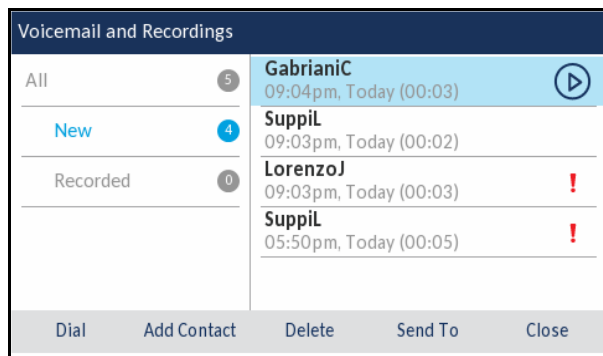 Voicemail and Recordings
All 5
New 4
Recorded 0
GabrianiC
09:04pm, Today (00:03)
SuppiL
09:03pm, Today (00:02)
LorenzoJ
09:03pm, Today (00:03)
!
SuppiL
05:50pm, Today (00:05)
!
Dial Add Contact Delete Send To Close